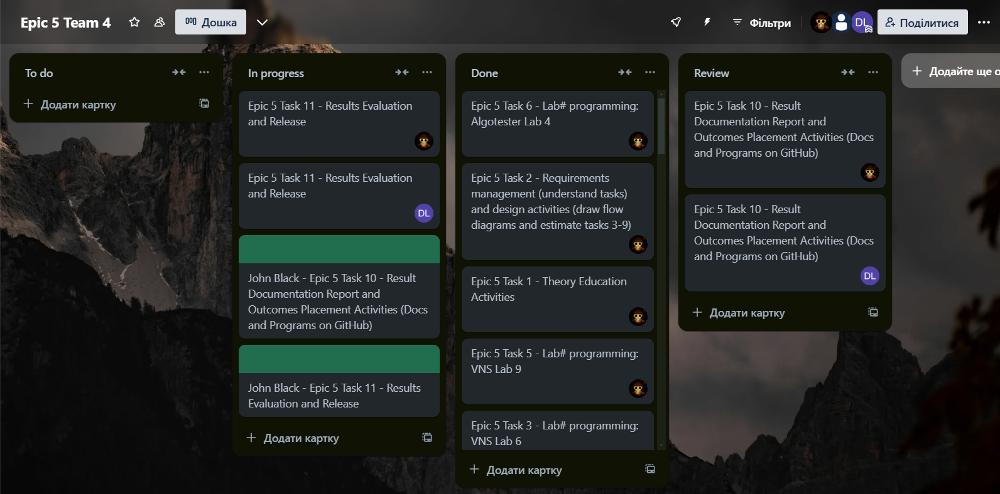 Epic 5 Team 4
Дошка
Фільтри
DL
Поділитися
To do
Додати картку
In progress
Epic 5 Task 11 - Results Evaluation
and Release
Epic 5 Task 11 - Results Evaluation
and Release
DL
John Black - Epic 5 Task 10 - Result
Documentation Report and
Outcomes Placement Activities (Docs
and Programs on GitHub)
John Black - Epic 5 Task 11 - Results
Evaluation and Release
Додати картку
Done
Epic 5 Task 6 - Lab# programming:
Algotester Lab 4
Epic 5 Task 2 - Requirements
management (understand tasks)
and design activities (draw flow
diagrams and estimate tasks 3-9)
Epic 5 Task 1 - Theory Education
Activities
Epic 5 Task 5 - Lab# programming:
VNS Lab 9
Epic 5 Task 3 - Lab# programming:
VNS Lab 6
Додати картку
Review
Epic 5 Task 10 - Result
Documentation Report and
Outcomes Placement Activities (Docs
and Programs on GitHub)
Epic 5 Task 10 - Result
Documentation Report and
Outcomes Placement Activities (Docs
and Programs on GitHub)
DL
Додати картку
Додайте ще о